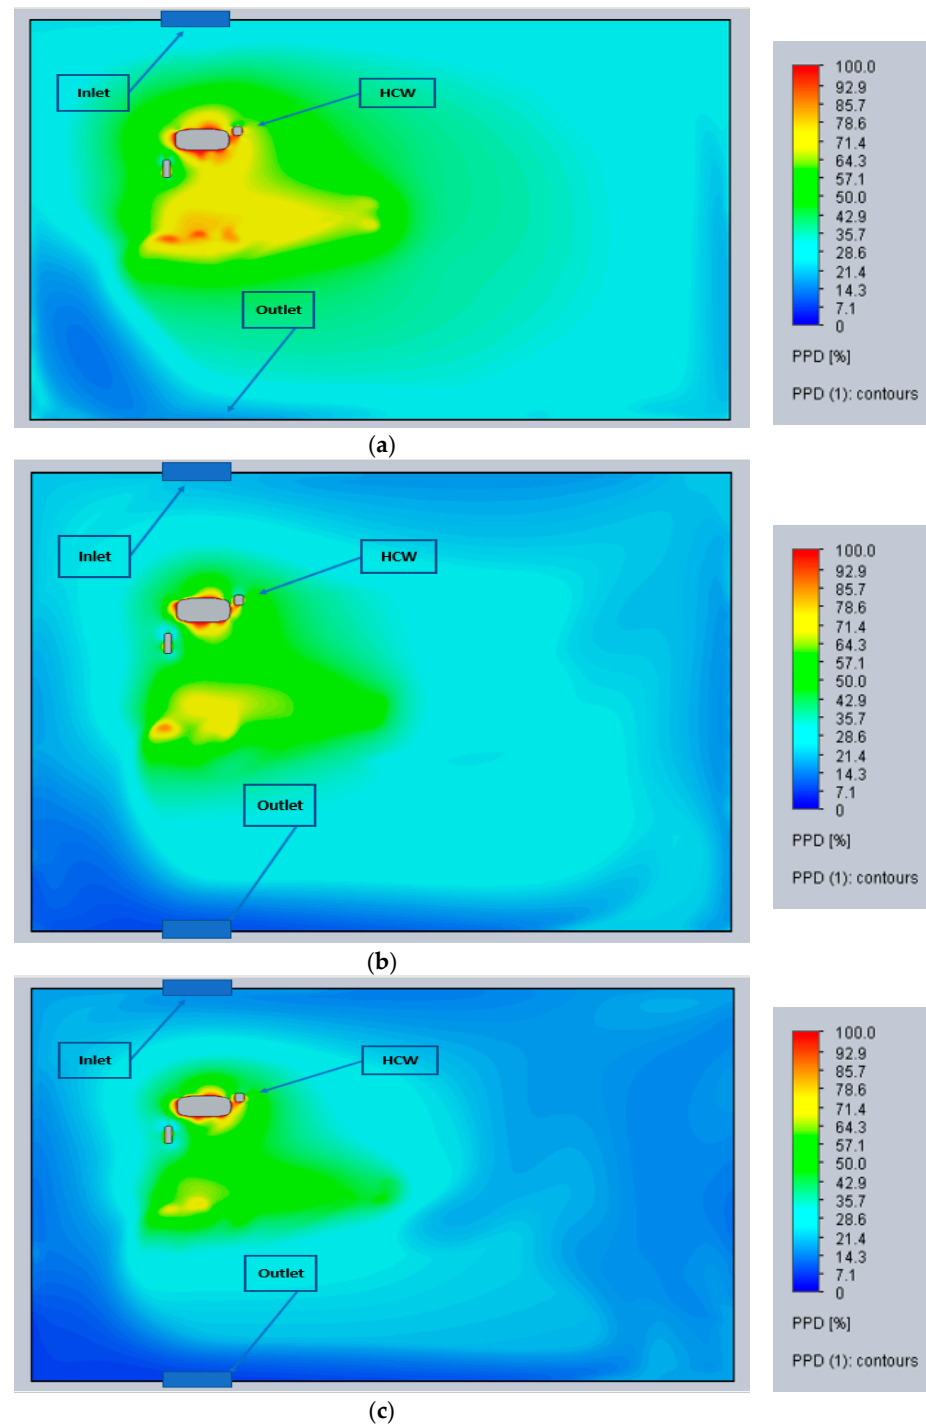 Inlet
HCW
Outlet
100.0
92.9
85.7
78.6
71.4
64.3
57.1
50.0
42.9
35.7
28.6
21.4
14.3
7.1
0
PPD [%]
PPD (1): contours
(a)
Inlet
HCW
Outlet
100.0
92.9
85.7
78.6
71.4
64.3
57.1
50.0
42.9
35.7
28.6
21.4
14.3
7.1
0
PPD [%]
PPD (1): contours
(b)
Inlet
HCW
Outlet
100.0
92.9
85.7
78.6
71.4
64.3
57.1
50.0
42.9
35.7
28.6
21.4
14.3
7.1
0
PPD [%]
PPD (1): contours
(c)